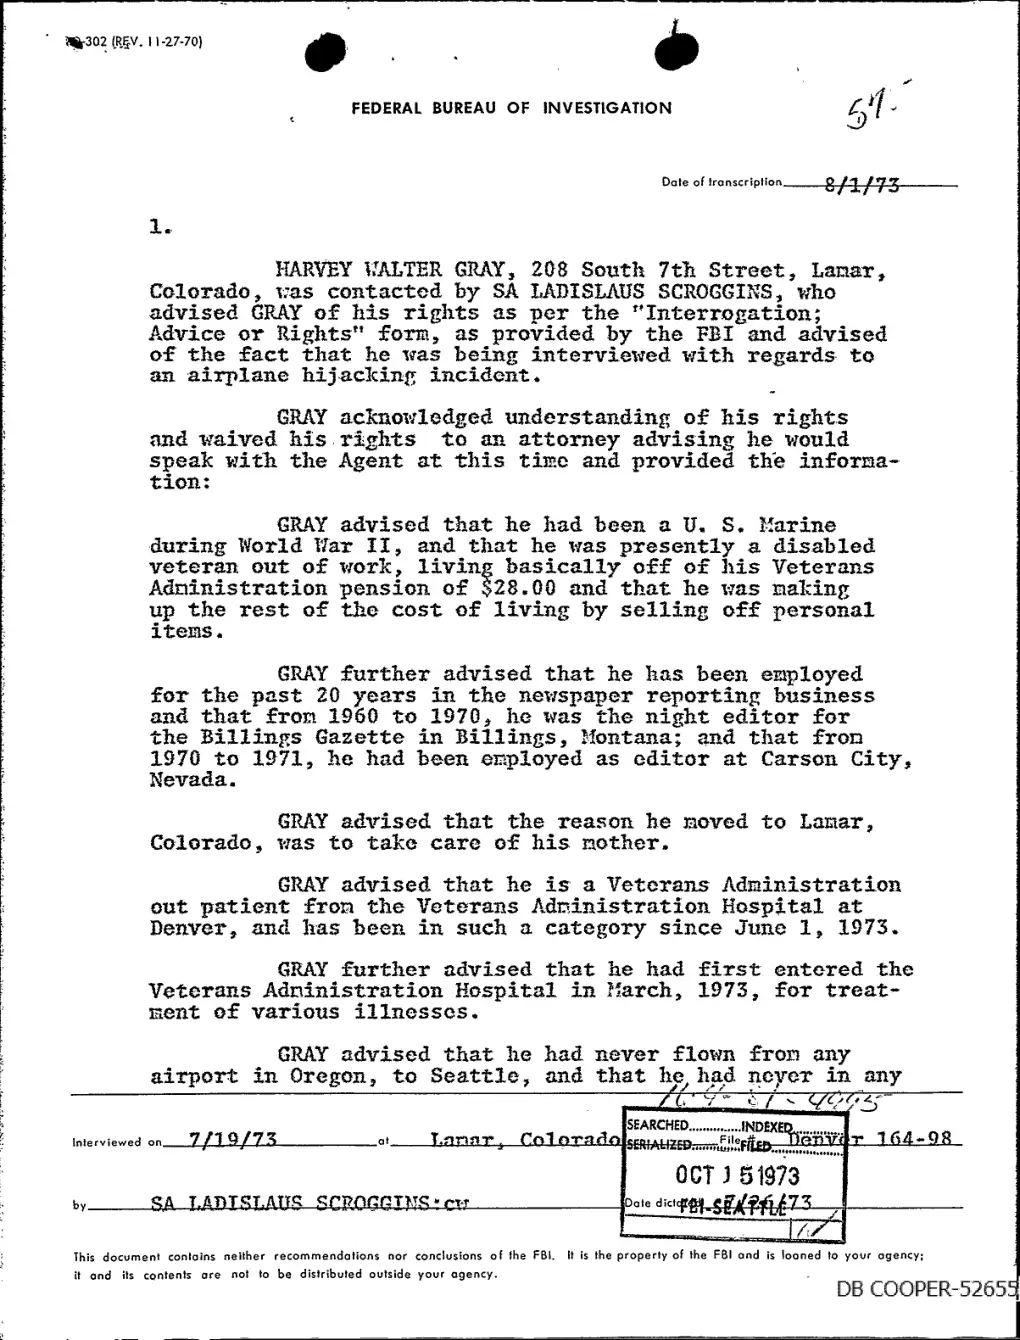 -302 (REV. 11-27-70)
FEDERAL BUREAU OF INVESTIGATION
57
Date of transcription 8/1/73
1.
HARVEY WALTER GRAY, 208 South 7th Street, Lamar,
Colorado, was contacted by SA LADISLAUS SCROGGINS, who
advised GRAY of his rights as per the "Interrogation;
Advice or Rights" form, as provided by the FBI and advised
of the fact that he was being interviewed with regards to
an airplane hijacking incident.
GRAY acknowledged understanding of his rights
and waived his rights to an attorney advising he would
speak with the Agent at this time and provided the informa-
tion:
GRAY advised that he had been a U. S. Marine
during World War II, and that he was presently a disabled
veteran out of work, living basically off of his Veterans
Administration pension of $28.00 and that he was making
up the rest of the cost of living by selling off personal
items.
GRAY further advised that he has been employed
for the past 20 years in the newspaper reporting business
and that from 1960 to 1970, he was the night editor for
the Billings Gazette in Billings, Montana; and that from
1970 to 1971, he had been employed as editor at Carson City,
Nevada.
GRAY advised that the reason he moved to Lamar,
Colorado, was to take care of his mother.
GRAY advised that he is a Veterans Administration
out patient from the Veterans Administration Hospital at
Denver, and has been in such a category since June 1, 1973.
GRAY further advised that he had first entered the
Veterans Administration Hospital in March, 1973, for treat-
ment of various illnesses.
GRAY advised that he had never flown from any
airport in Oregon, to Seattle, and that he had never in any
Interviewed on 7/19/73 at Lamar, Colorado File # Denver 164-98
SEARCHED INDEXED
SERIALIZED FILED
OCT 15 1973
FBI-SEATTLE
by SA LADISLAUS SCROGGINS:cw Date dictated 7/26/73
This document contains neither recommendations nor conclusions of the FBI. It is the property of the FBI and is loaned to your agency;
it and its contents are not to be distributed outside your agency.
DB COOPER-52655